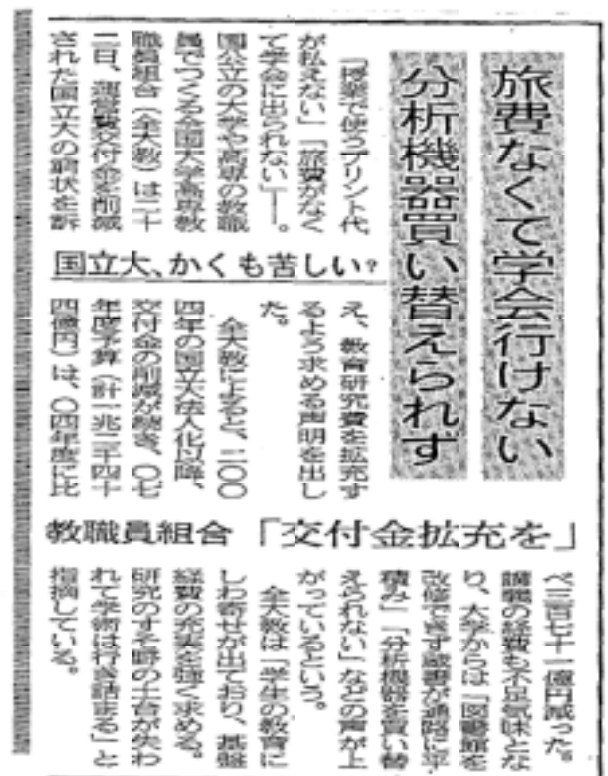 旅費なくて学会行けない
分析機器買い替えられず
「授業で使うプリント代、
が払えない」「旅費がなく
て学会に出られない」―。
国公立の大学や高専の教職
員でつくる全国大学高専教
職員組合（全大教）は二十
二日、運営費交付金を削減
された国立大の窮状を訴
国立大、かくも苦しい?
え、教育研究費を拡充す
るよう求める声明を出し
た。
全大教によると、二〇〇
四年の国立大法人化以降、
交付金の削減が続き、〇七
年度予算（計一兆二千四十
四億円）は、〇四年度に比
教職員組合「交付金拡充を」
べ三百七十一億円減った。
講職の経費も不足気味とな
り、大学からは「図書館を
改修できず蔵書が通路に平
積み」「分析機器を買い替
えられない」などの声が上
がっているという。
全大教は「学生の教育に
しわ寄せが出ており、基盤
経費の充実を強く求める。
研究のすそ野の土台が失わ
れて学術は行き詰まる」と
指摘している。